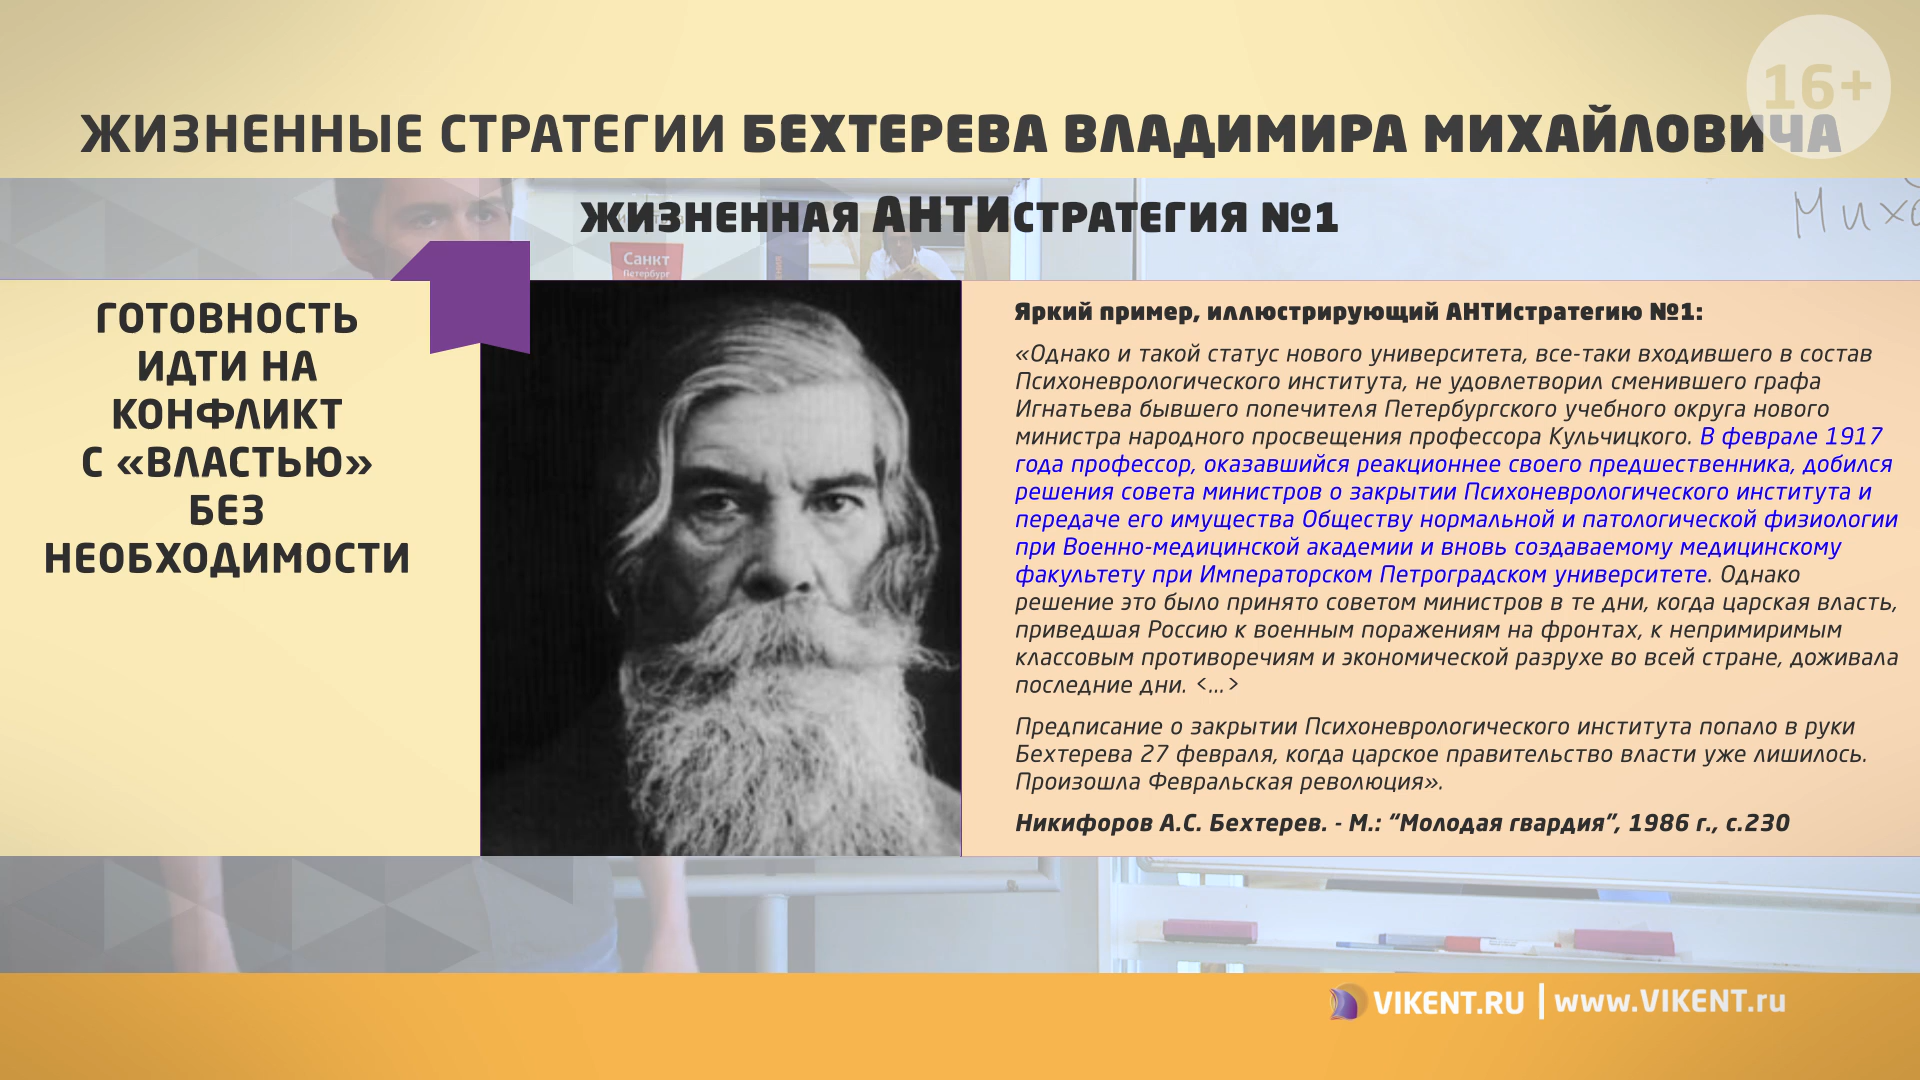 16+
ЖИЗНЕННЫЕ СТРАТЕГИИ БЕХТЕРЕВА ВЛАДИМИРА МИХАЙЛОВИЧА
ЖИЗНЕННАЯ АНТИСТРАТЕГИЯ №1
Миха
Санкт
Петербург
ГОТОВНОСТЬ
ИДТИ НА
КОНФЛИКТ
С «ВЛАСТЬЮ»
БЕЗ
НЕОБХОДИМОСТИ
Яркий пример, иллюстрирующий АНТИстратегию №1:
«Однако и такой статус нового университета, все-таки входившего в состав
Психоневрологического института, не удовлетворил сменившего графа
Игнатьева бывшего попечителя Петербургского учебного округа нового
министра народного просвещения профессора Кульчицкого. В феврале 1917
года профессор, оказавшийся реакционнее своего предшественника, добился
решения совета министров о закрытии Психоневрологического института и
передаче его имущества Обществу нормальной и патологической физиологии
при Военно-медицинской академии и вновь создаваемому медицинскому
факультету при Императорском Петроградском университете. Однако
решение это было принято советом министров в те дни, когда царская власть,
приведшая Россию к военным поражениям на фронтах, к непримиримым
классовым противоречиям и экономической разрухе во всей стране, доживала
последние дни. <...>
Предписание о закрытии Психоневрологического института попало в руки
Бехтерева 27 февраля, когда царское правительство власти уже лишилось.
Произошла Февральская революция».
Никифоров А.С. Бехтерев. - М.: “Молодая гвардия”, 1986 г., с.230
VIKENT.RU | www.VIKENT.ru